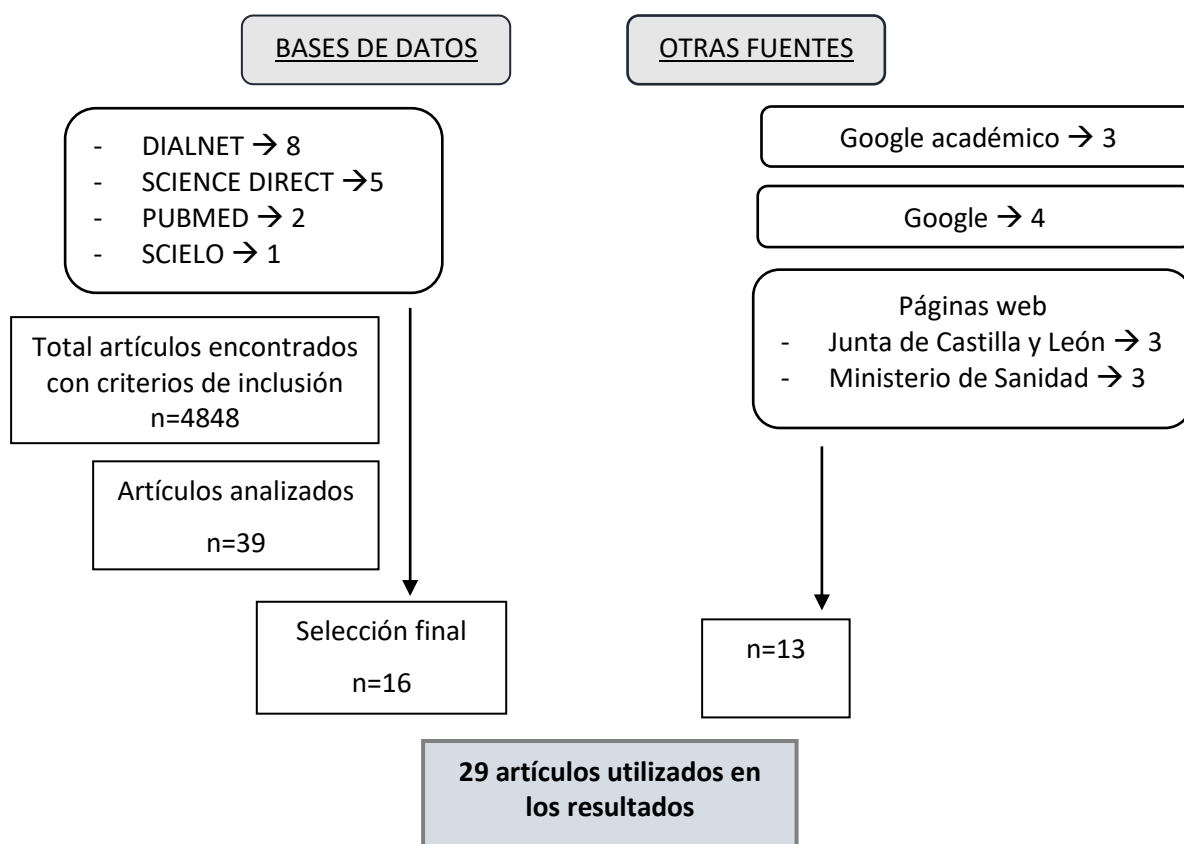 BASES DE DATOS
OTRAS FUENTES
- DIALNET → 8
- SCIENCE DIRECT →5
- PUBMED → 2
- SCIELO → 1
Google académico → 3
Google → 4
Páginas web
- Junta de Castilla y León → 3
- Ministerio de Sanidad → 3
Total artículos encontrados
con criterios de inclusión
n=4848
Artículos analizados
n=39
Selección final
n=16
n=13
29 artículos utilizados en
los resultados